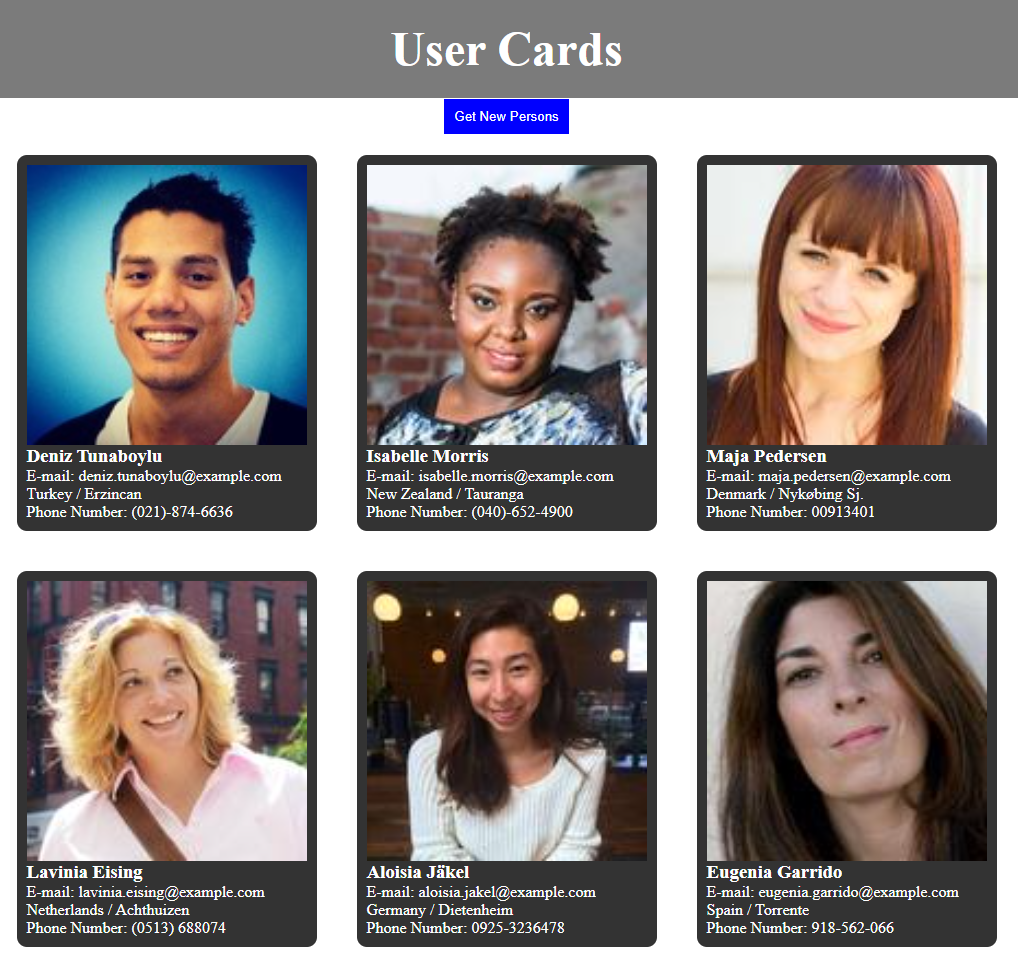 User Cards
Get New Persons
Deniz Tunaboylu
E-mail: deniz.tunaboylu@example.com
Turkey / Erzincan
Phone Number: (021)-874-6636
Isabelle Morris
E-mail: isabelle.morris@example.com
New Zealand / Tauranga
Phone Number: (040)-652-4900
Maja Pedersen
E-mail: maja.pedersen@example.com
Denmark / Nykøbing Sj.
Phone Number: 00913401
Lavinia Eising
E-mail: lavinia.eising@example.com
Netherlands / Achthuizen
Phone Number: (0513) 688074
Aloisia Jäkel
E-mail: aloisia.jakel@example.com
Germany / Dietenheim
Phone Number: 0925-3236478
Eugenia Garrido
E-mail: eugenia.garrido@example.com
Spain / Torrente
Phone Number: 918-562-066